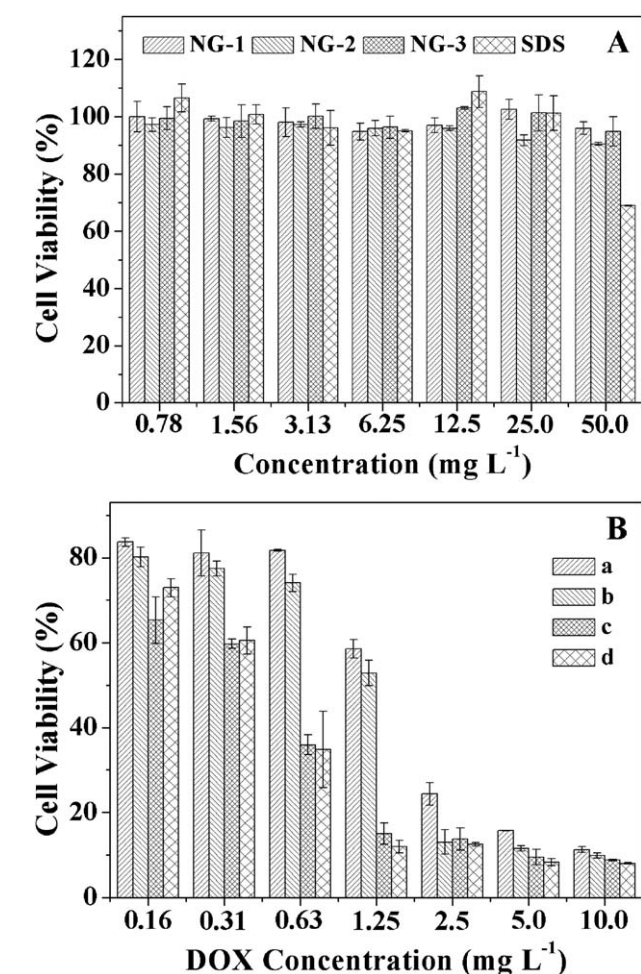 NG-1 NG-2 NG-3 SDS A
120
100
80
60
40
20
0
Cell Viability (%)
0.78 1.56 3.13 6.25 12.5 25.0 50.0
Concentration (mg L⁻¹)
B
a
b
c
d
80
60
40
20
0
Cell Viability (%)
0.16 0.31 0.63 1.25 2.5 5.0 10.0
DOX Concentration (mg L⁻¹)